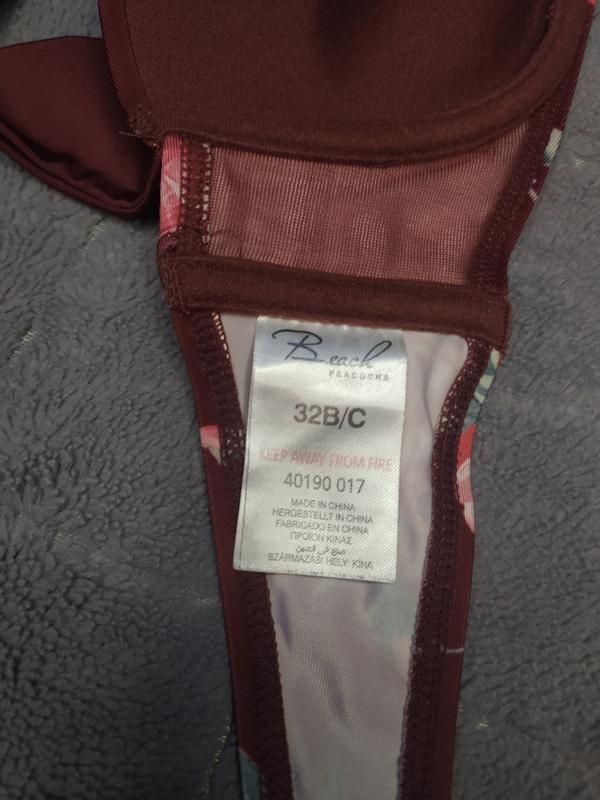 Beach
PEACOCKS
32B/C
KEEP AWAY FROM FIRE
40190 017
MADE IN CHINA
HERGESTELLT IN CHINA
FABRICADO EN CHINA
ΠΡΟΪΟΝ ΚΙΝΑΣ
صنع في الصين
SZÁRMAZÁSI HELY: KÍNA